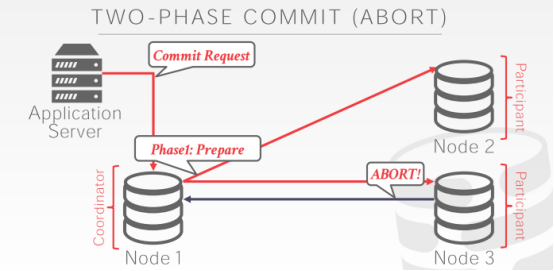 TWO-PHASE COMMIT (ABORT)
Commit Request
Application
Server
Phase1: Prepare
Participant
Node 2
ABORT!
Coordinator
Participant
Node 1
Node 3